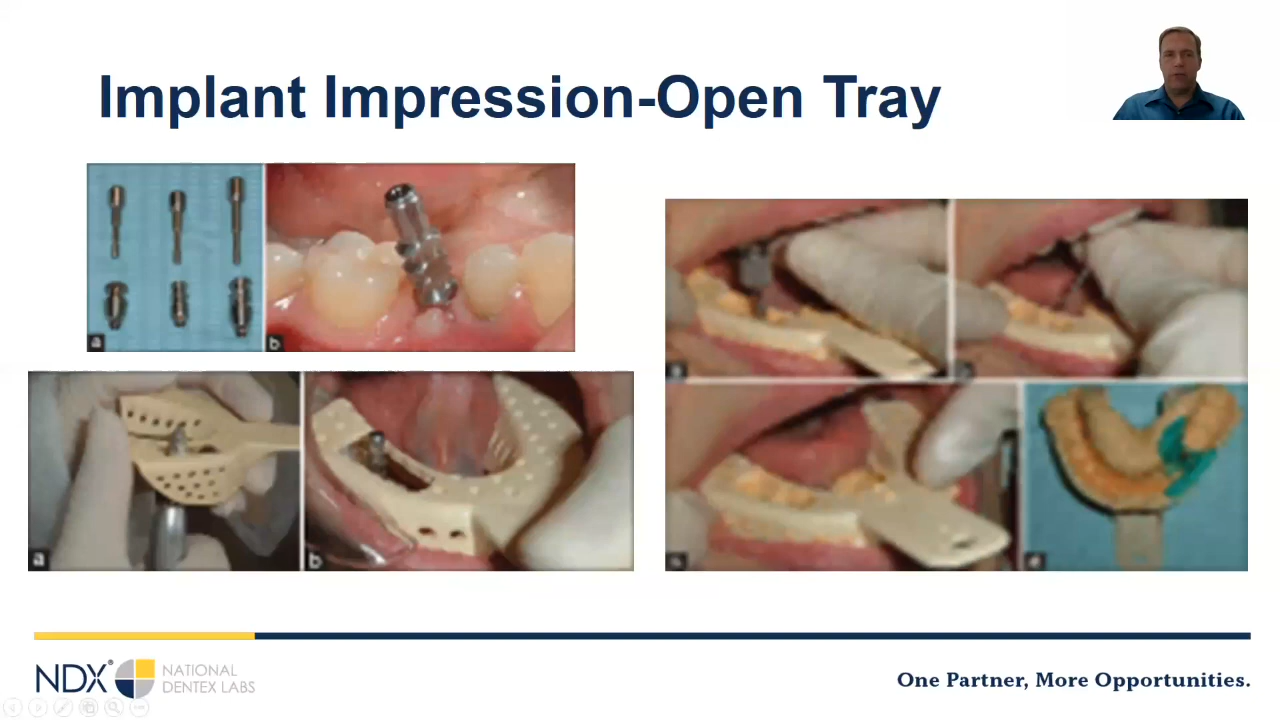 Implant Impression-Open Tray
a
b
a
b
NDX®
NATIONAL
DENTEX LABS
One Partner, More Opportunities.